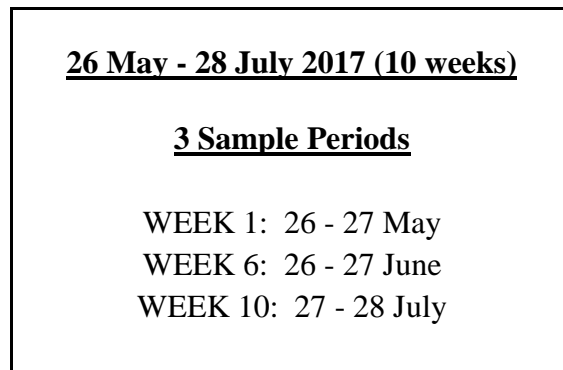 26 May - 28 July 2017 (10 weeks)
3 Sample Periods
WEEK 1:  26 - 27 May
WEEK 6:  26 - 27 June
WEEK 10:  27 - 28 July